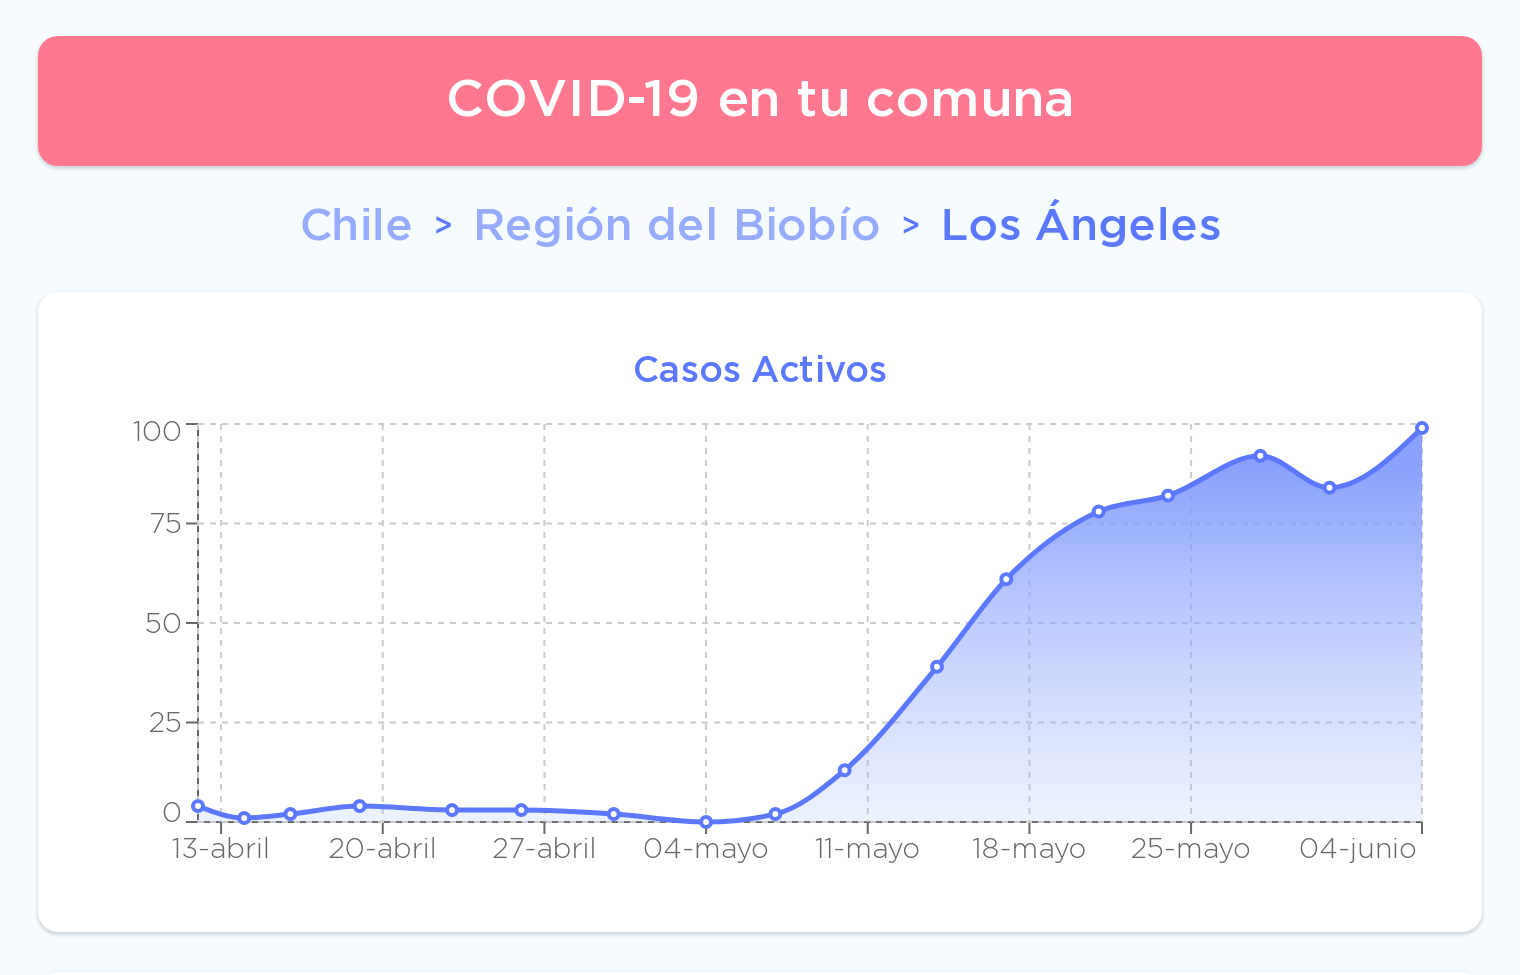 COVID-19 en tu comuna
Chile > Región del Biobío > Los Ángeles
Casos Activos
100
75
50
25
0
13-abril 20-abril 27-abril 04-mayo 11-mayo 18-mayo 25-mayo 04-junio